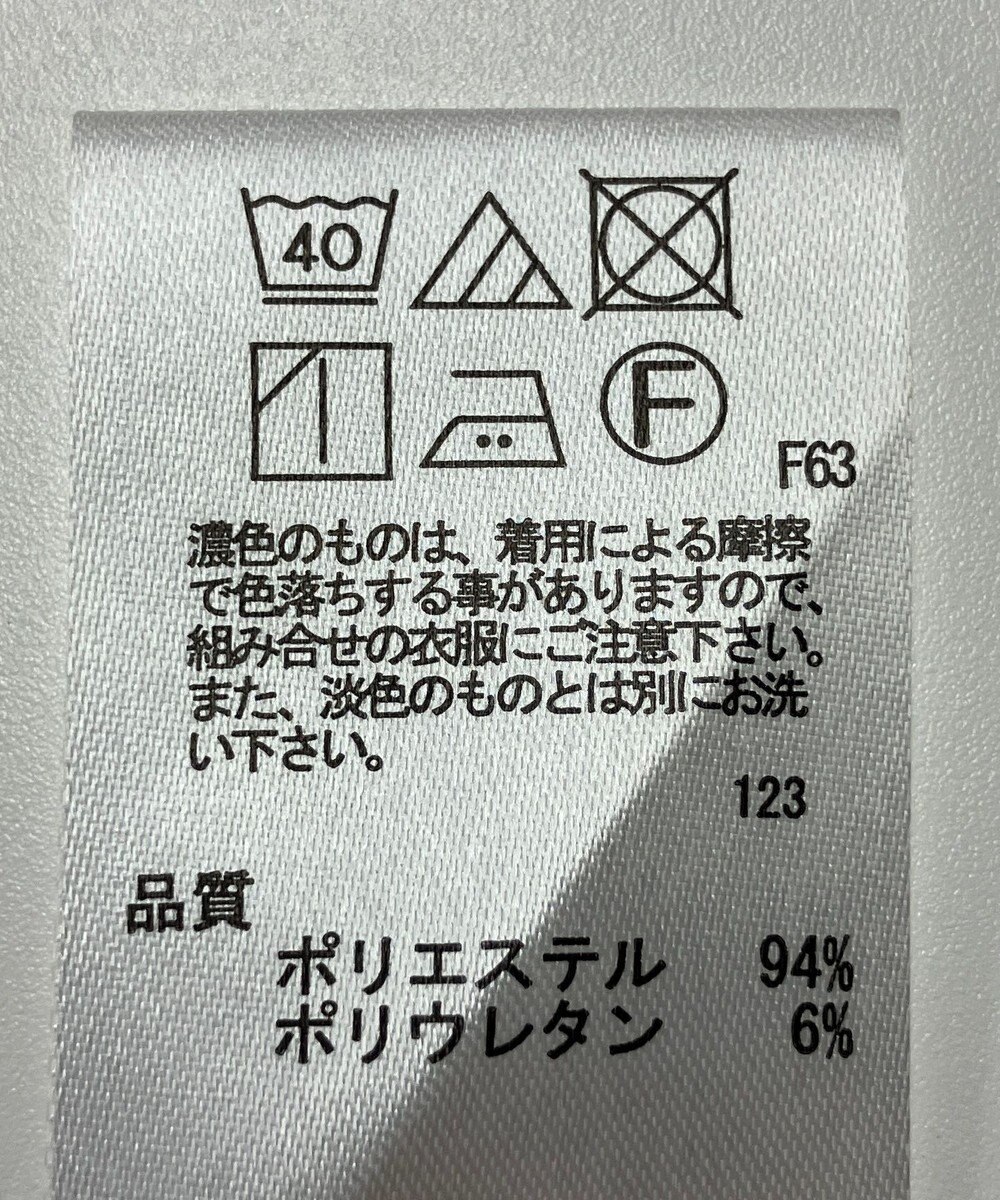 40
F
F63
濃色のものは、着用による摩擦
で色落ちする事がありますので、
組み合せの衣服にご注意下さい。
また、淡色のものとは別にお洗
い下さい。
123
品質
ポリエステル 94%
ポリウレタン 6%